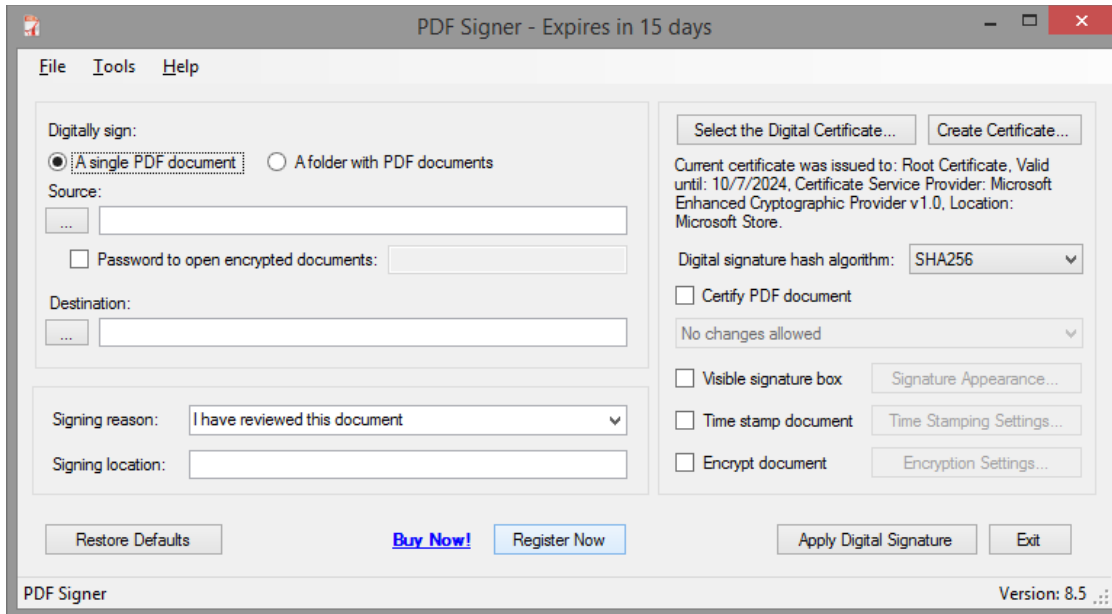 PDF Signer - Expires in 15 days
File Tools Help
Digitally sign:
A single PDF document A folder with PDF documents
Source:
...
Password to open encrypted documents:
Destination:
...
Signing reason: I have reviewed this document
Signing location:
Select the Digital Certificate... Create Certificate...
Current certificate was issued to: Root Certificate, Valid
until: 10/7/2024, Certificate Service Provider: Microsoft
Enhanced Cryptographic Provider v1.0, Location:
Microsoft Store.
Digital signature hash algorithm: SHA256
Certify PDF document
No changes allowed
Visible signature box Signature Appearance...
Time stamp document Time Stamping Settings...
Encrypt document Encryption Settings...
Restore Defaults Buy Now! Register Now Apply Digital Signature Exit
PDF Signer Version: 8.5